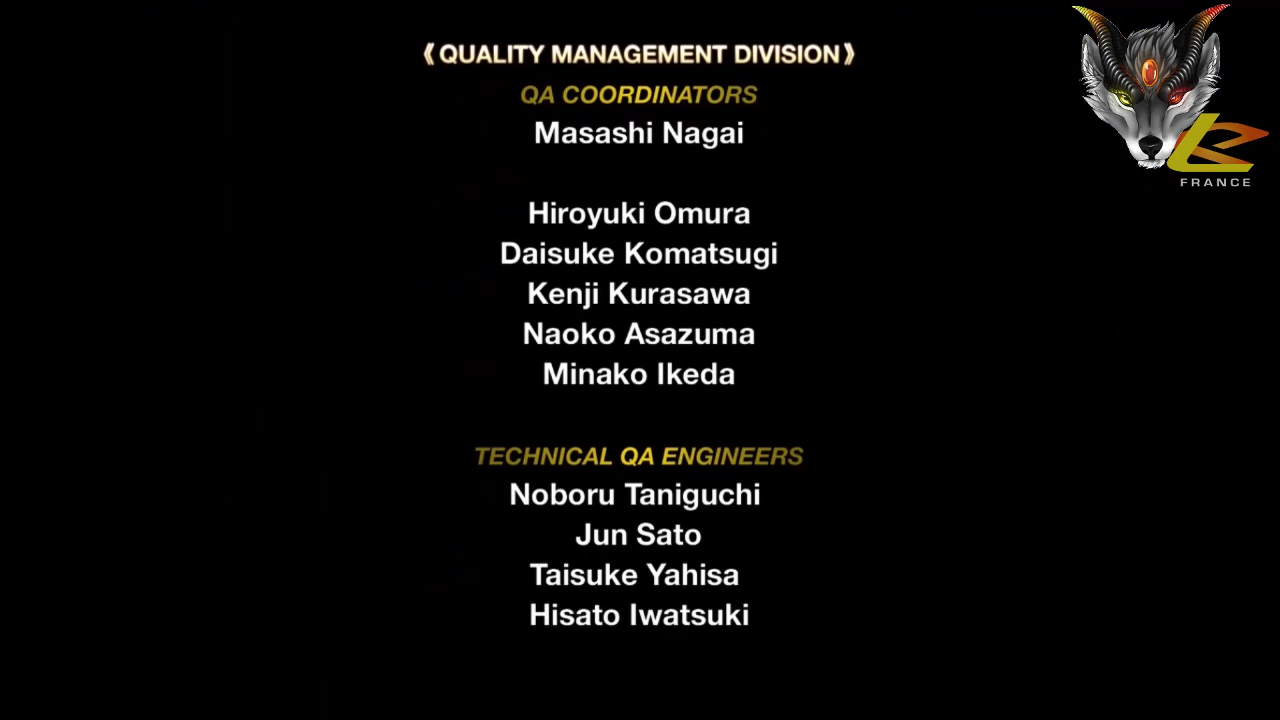 《QUALITY MANAGEMENT DIVISION》
QA COORDINATORS
Masashi Nagai
Hiroyuki Omura
Daisuke Komatsugi
Kenji Kurasawa
Naoko Asazuma
Minako Ikeda
TECHNICAL QA ENGINEERS
Noboru Taniguchi
Jun Sato
Taisuke Yahisa
Hisato Iwatsuki
LR
FRANCE